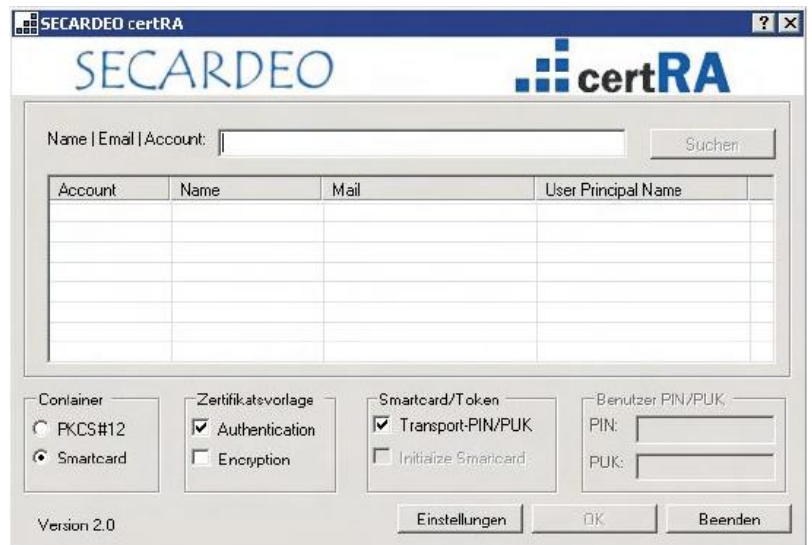 SECARDEO certRA
SECARDEO certRA
Name | Email | Account: Suchen
Account Name Mail User Principal Name
Container Zertifikatsvorlage Smartcard/Token Benutzer PIN/PUK
PKCS#12 Authentication Transport-PIN/PUK PIN:
Smartcard Encryption Initialize Smartcard PUK:
Version 2.0 Einstellungen OK Beenden